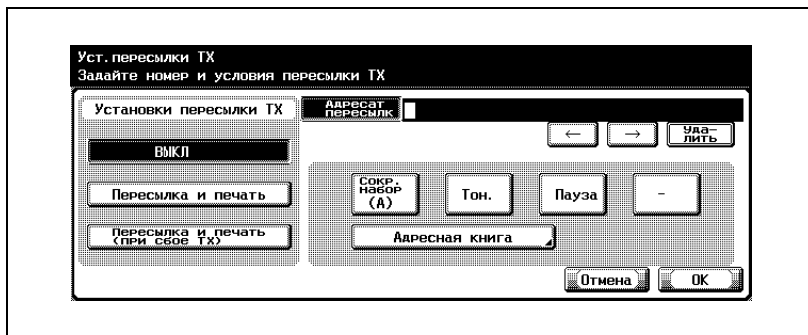 Уст.пересылки TX
Задайте номер и условия пересылки TX
Установки пересылки TX
Адресат
пересылк
← → Уда-
лить
ВЫКЛ
Пересылка и печать
Пересылка и печать
(при сбое TX)
Сокр.
набор
(A)
Тон.
Пауза
-
Адресная книга
Отмена
OK